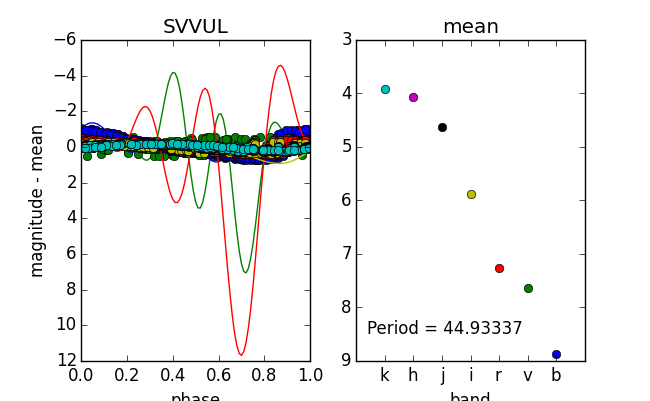 SVVUL
mean
−6
−4
−2
0
2
4
6
8
10
12
magnitude - mean
0.0 0.2 0.4 0.6 0.8 1.0
phase
3
4
5
6
7
8
9
Period = 44.93337
k h j i r v b
band